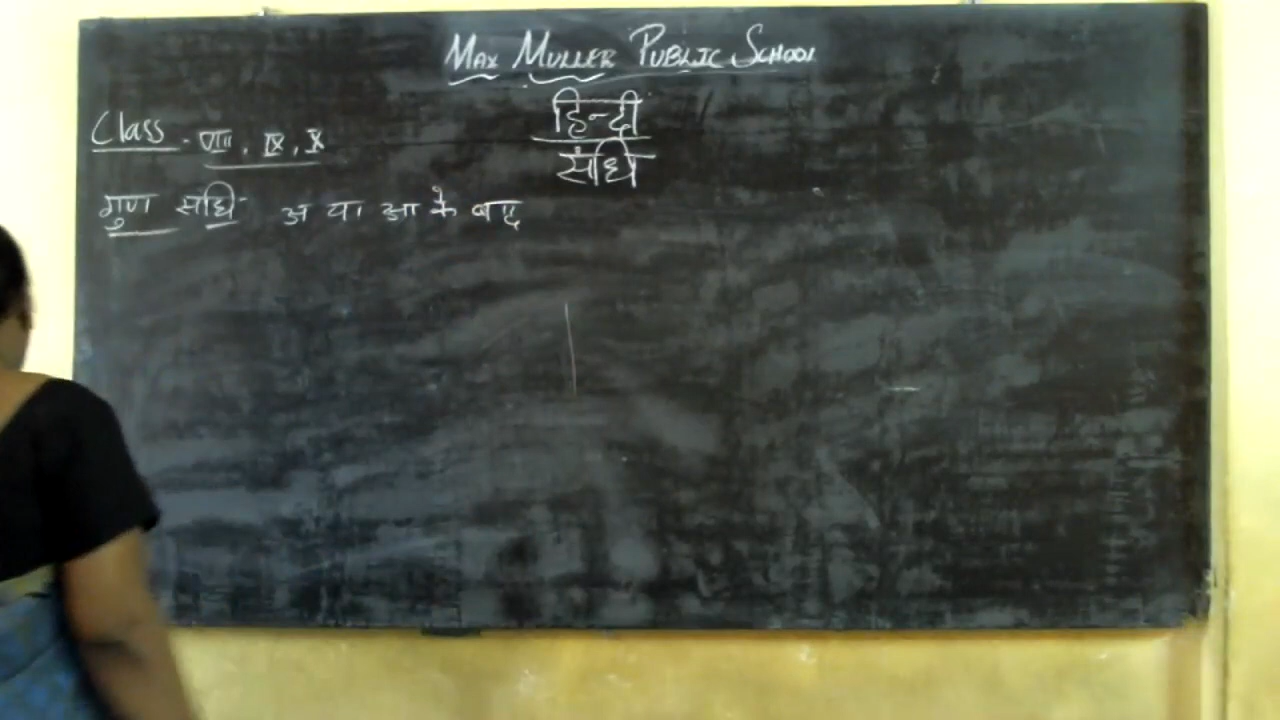 MAX MULLER PUBLIC SCHOOL
हिन्दी
Class - VIII, IX, X
संधि
गुण संधि- अ या आ के बाद